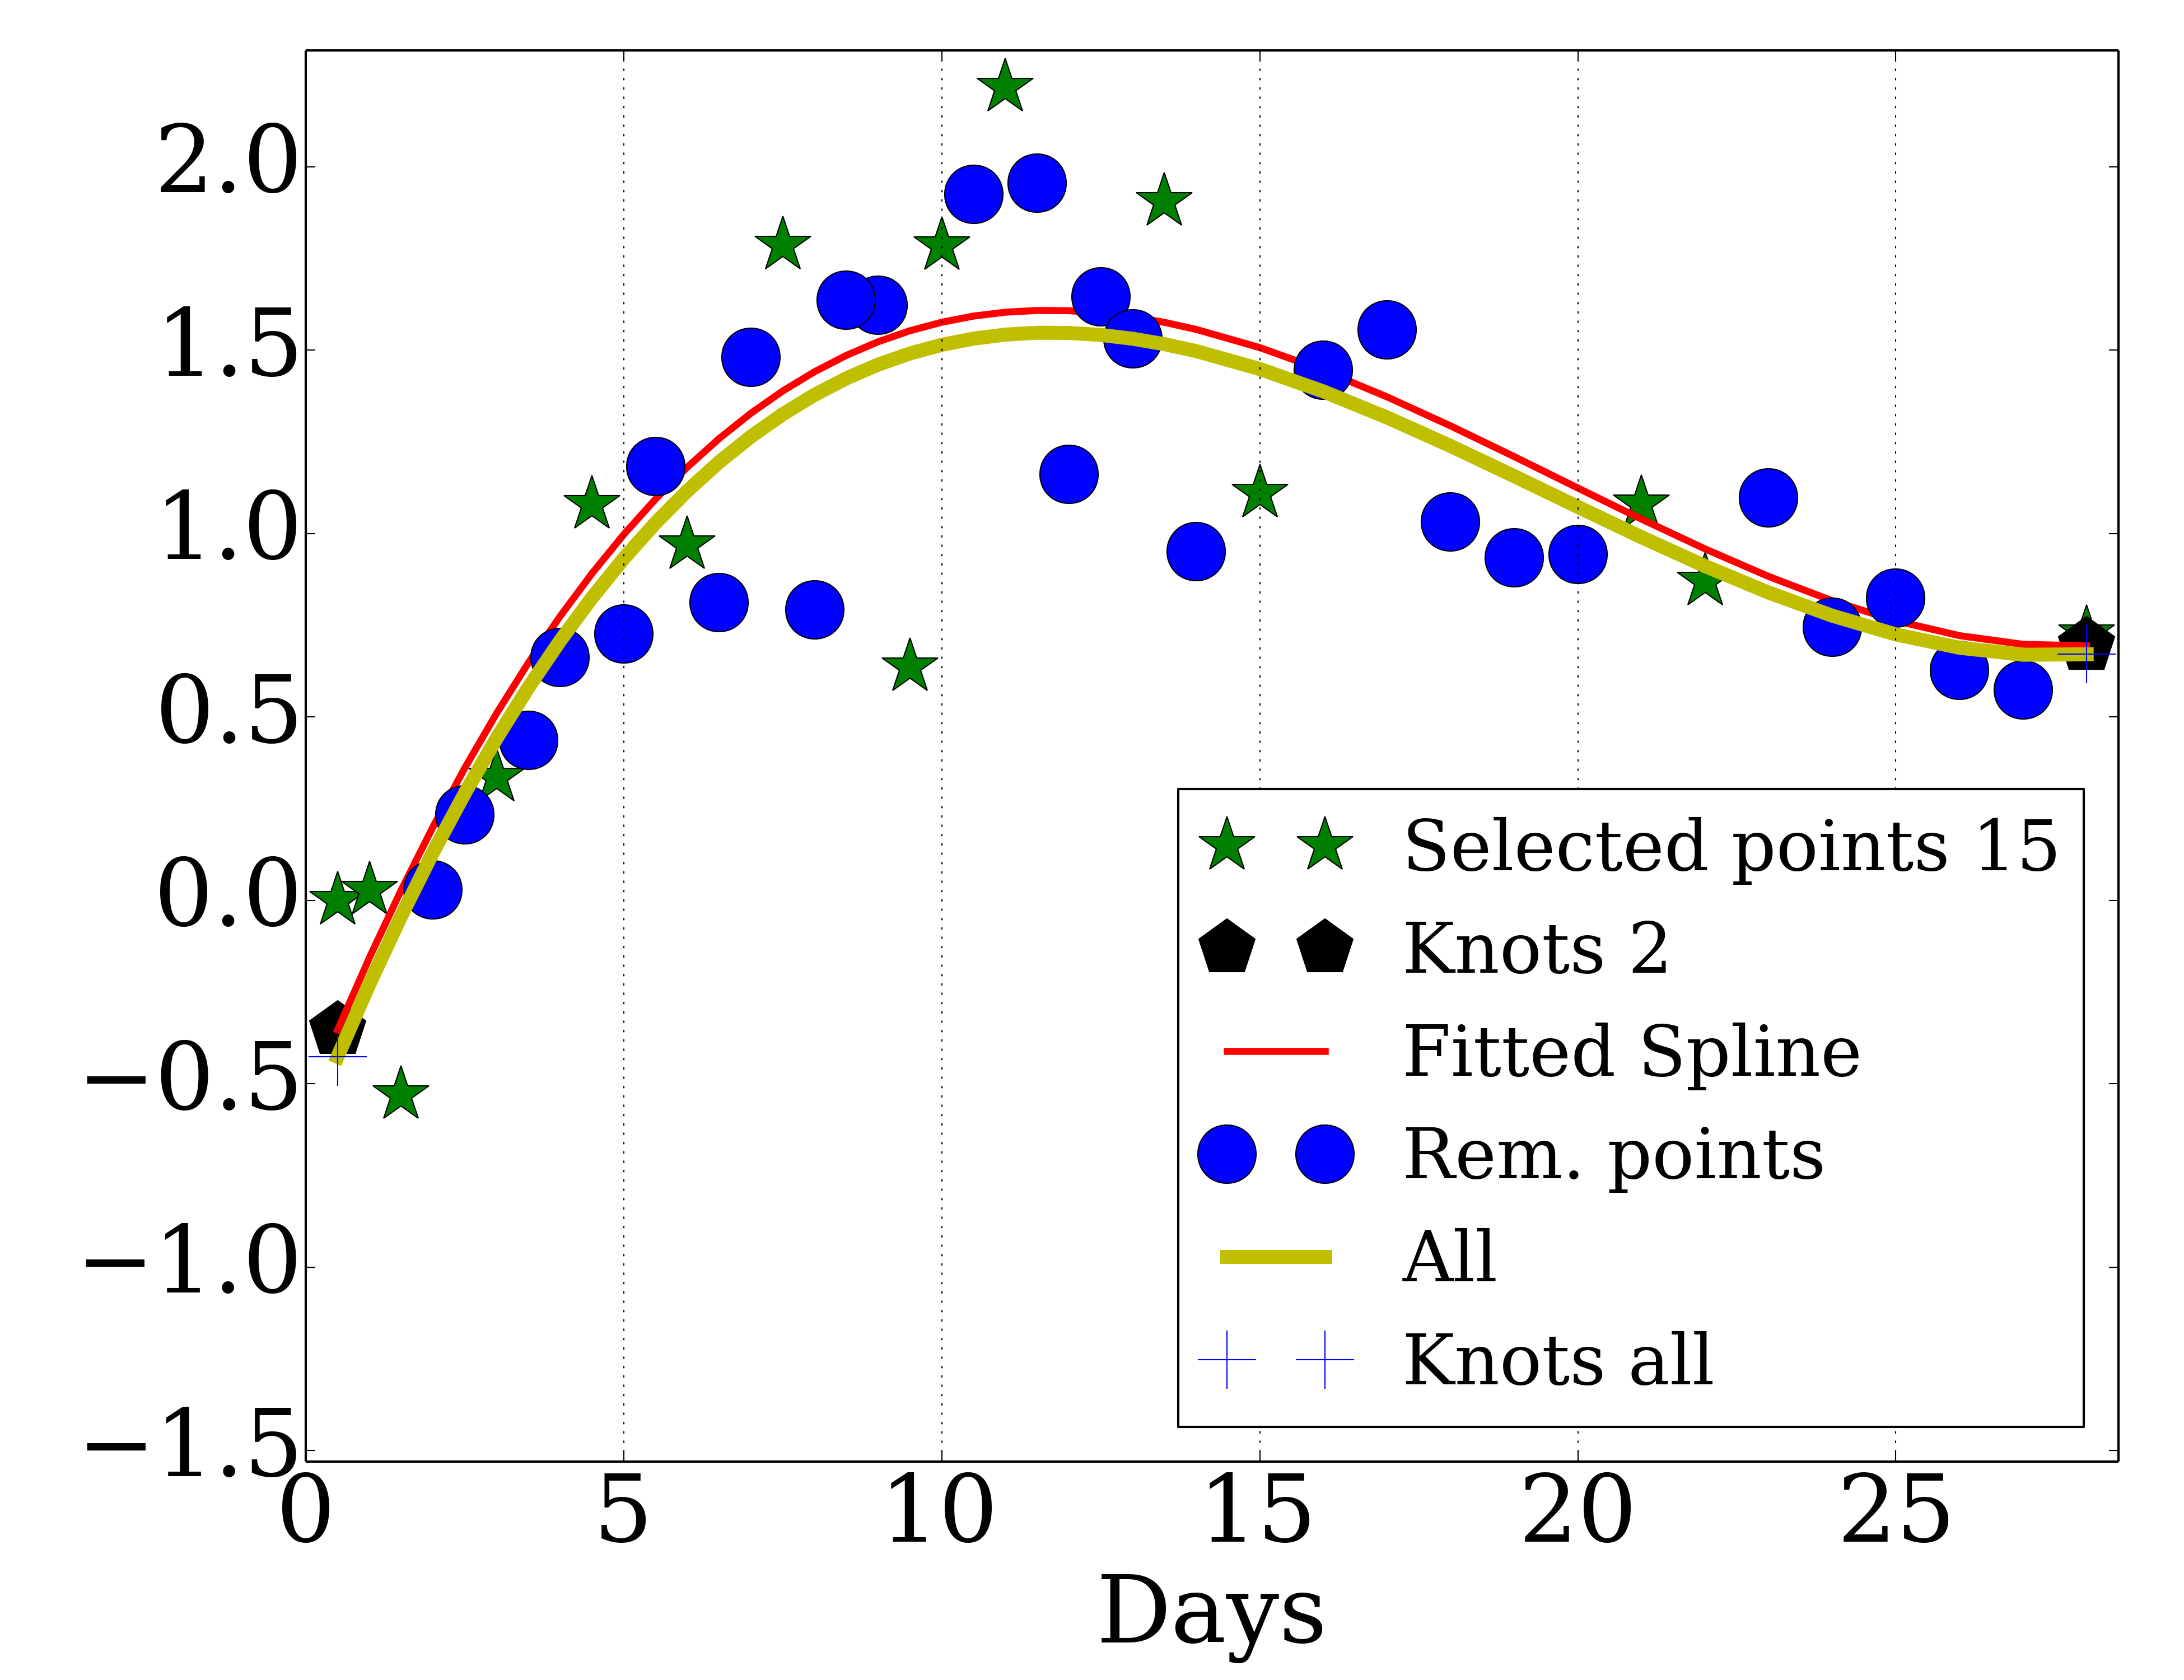 2.0
1.5
1.0
0.5
0.0
−0.5
−1.0
−1.5
0 5 10 15 20 25
Days
Selected points 15
Knots 2
Fitted Spline
Rem. points
All
Knots all